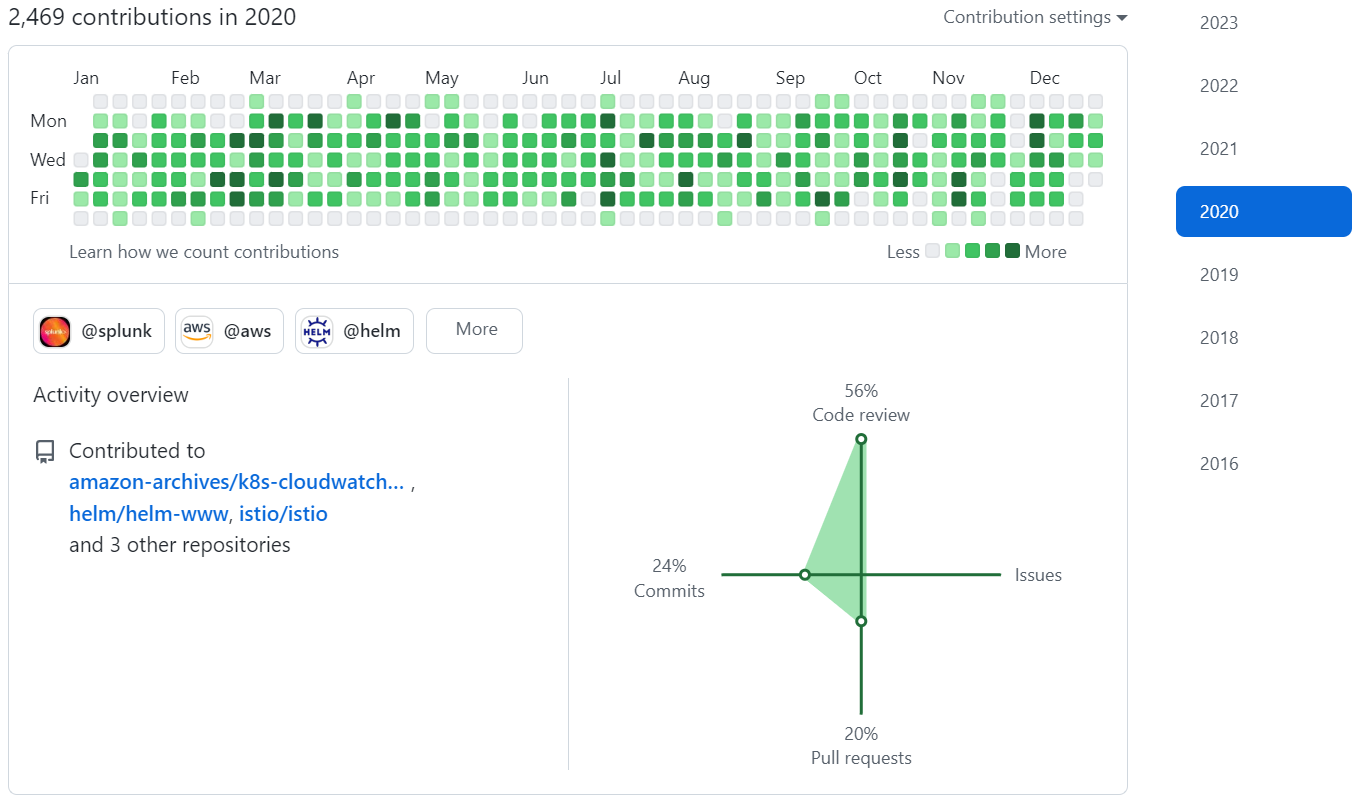 2,469 contributions in 2020
Contribution settings
Jan Feb Mar Apr May Jun Jul Aug Sep Oct Nov Dec
Mon
Wed
Fri
Learn how we count contributions
Less More
splunk> @splunk
aws @aws
HELM @helm
More
Activity overview
Contributed to
amazon-archives/k8s-cloudwatch... ,
helm/helm-www, istio/istio
and 3 other repositories
56%
Code review
24%
Commits
Issues
20%
Pull requests
2023
2022
2021
2020
2019
2018
2017
2016